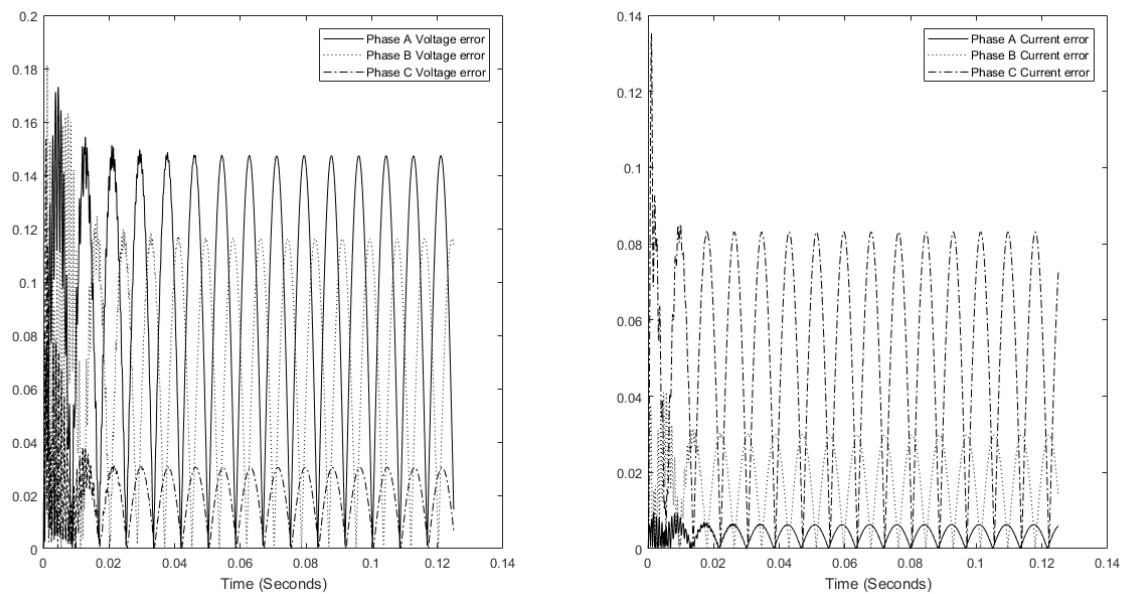 0.2
0.18
0.16
0.14
0.12
0.1
0.08
0.06
0.04
0.02
0
Phase A Voltage error
Phase B Voltage error
Phase C Voltage error
0 0.02 0.04 0.06 0.08 0.1 0.12 0.14
Time (Seconds)
0.14
0.12
0.1
0.08
0.06
0.04
0.02
0
Phase A Current error
Phase B Current error
Phase C Current error
0 0.02 0.04 0.06 0.08 0.1 0.12 0.14
Time (Seconds)